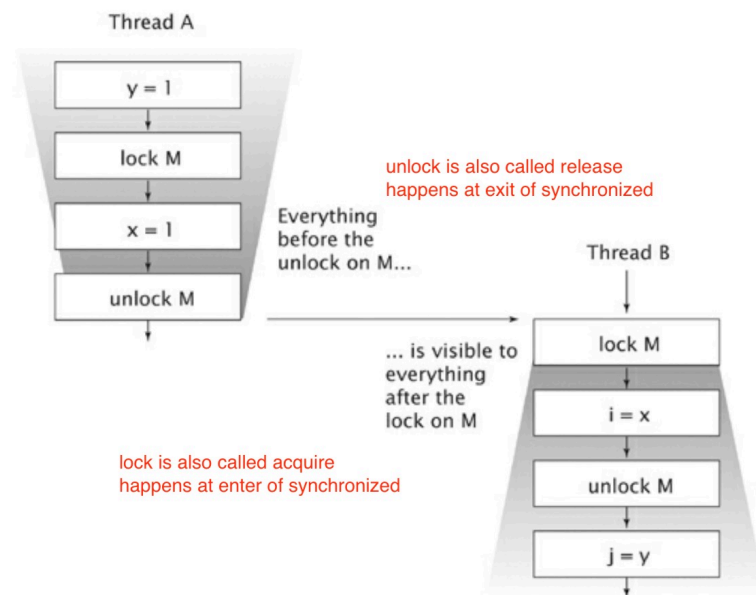 Thread A
y = 1
lock M
x = 1
unlock M
unlock is also called release
happens at exit of synchronized
Everything
before the
unlock on M...
Thread B
lock M
... is visible to
everything
after the
lock on M
i = x
unlock M
j = y
lock is also called acquire
happens at enter of synchronized